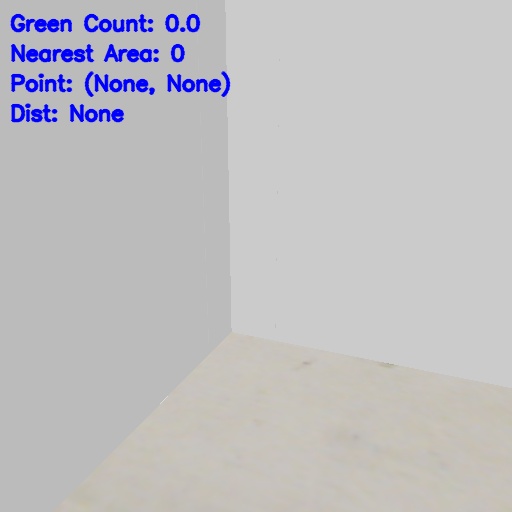 Green Count: 0.0
Nearest Area: 0
Point: (None, None)
Dist: None